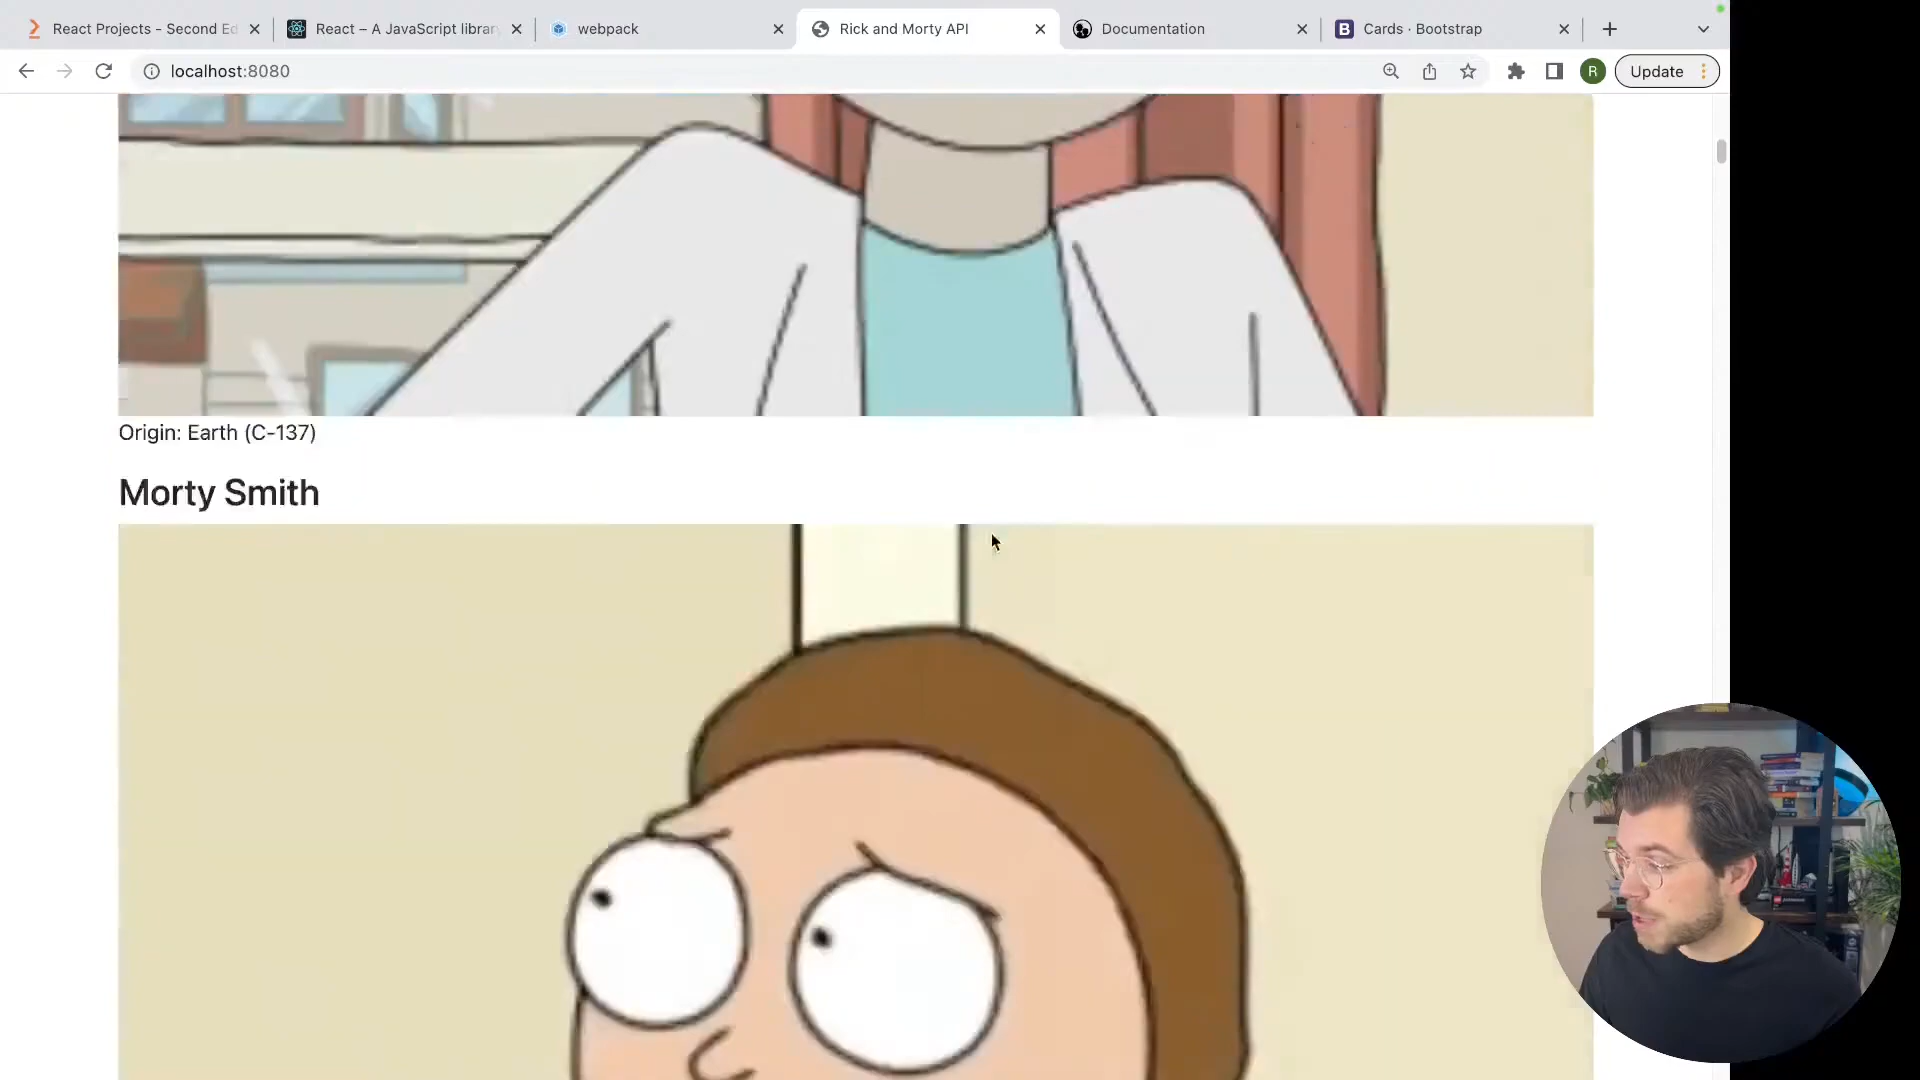 React Projects - Second Ed
React – A JavaScript librar
webpack
Rick and Morty API
Documentation
B Cards · Bootstrap
localhost:8080
R
Update
Origin: Earth (C-137)
Morty Smith